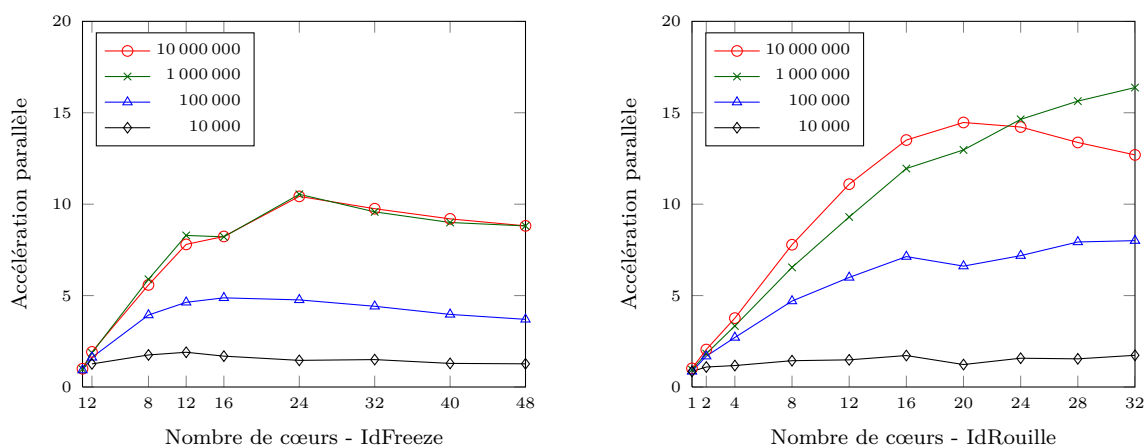 20
15
10
5
0
Accélération parallèle
10 000 000
1 000 000
100 000
10 000
1 2 8 12 16 24 32 40 48
Nombre de cœurs - IdFreeze
20
15
10
5
0
Accélération parallèle
10 000 000
1 000 000
100 000
10 000
1 2 4 8 12 16 20 24 28 32
Nombre de cœurs - IdRouille